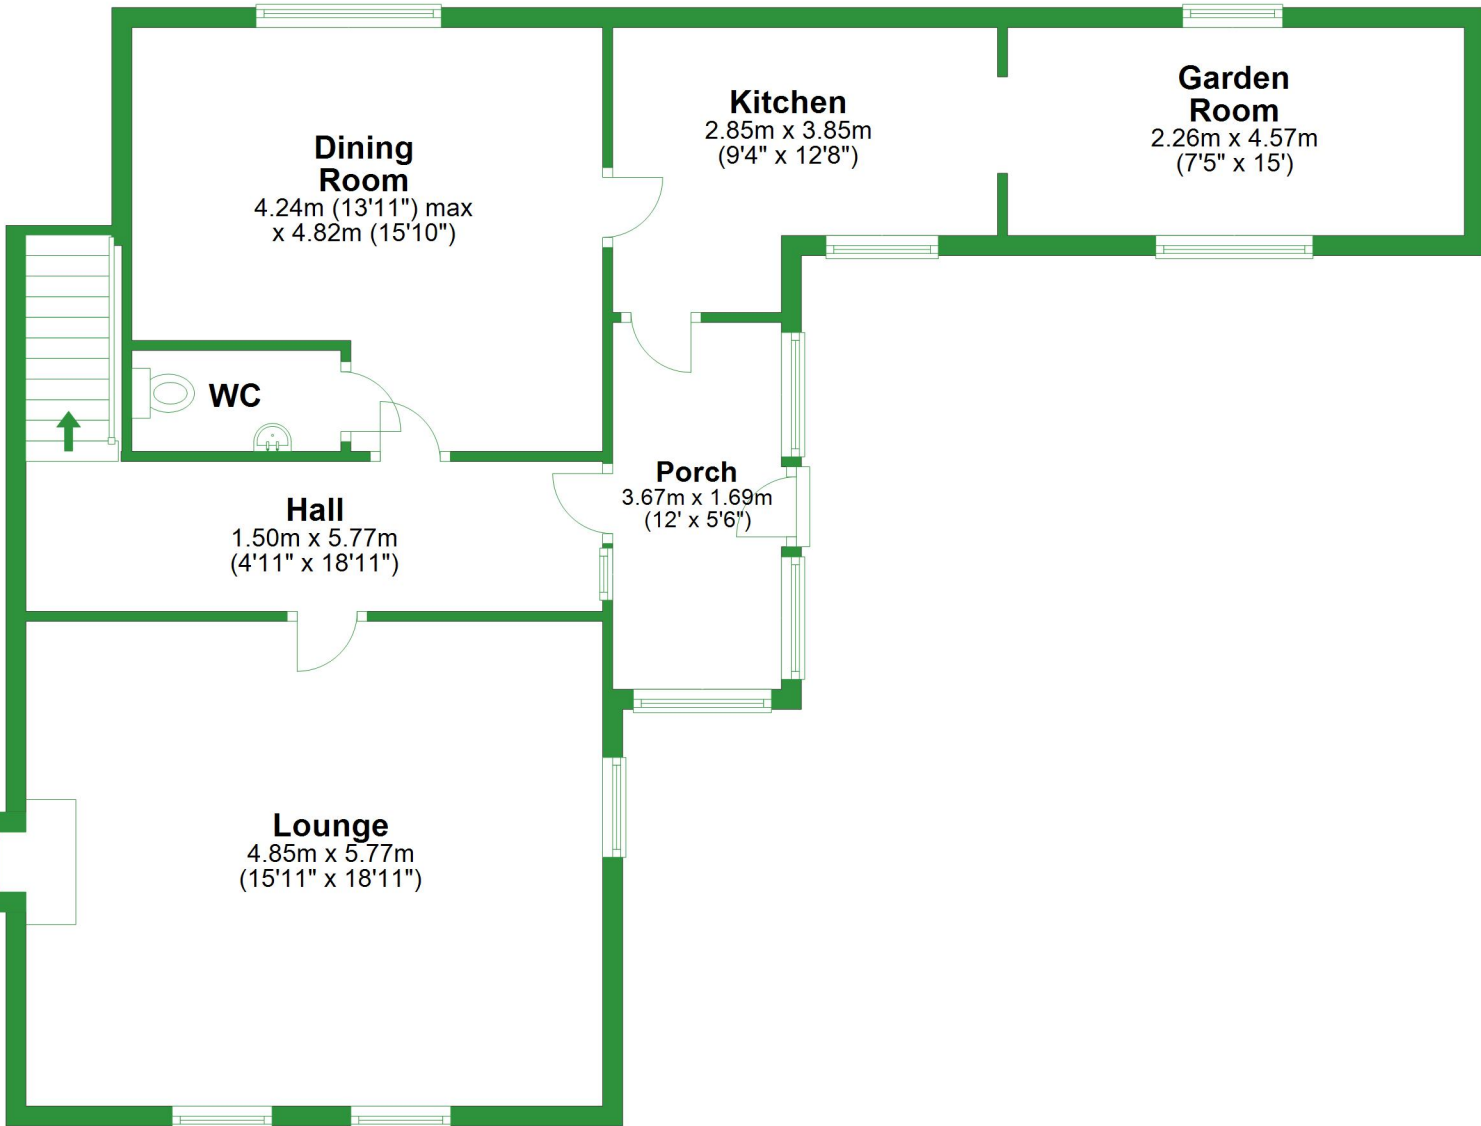 Dining
Room
4.24m (13'11") max
x 4.82m (15'10")
Kitchen
2.85m x 3.85m
(9'4" x 12'8")
Garden
Room
2.26m x 4.57m
(7'5" x 15')
WC
Hall
1.50m x 5.77m
(4'11" x 18'11")
Porch
3.67m x 1.69m
(12' x 5'6")
Lounge
4.85m x 5.77m
(15'11" x 18'11")